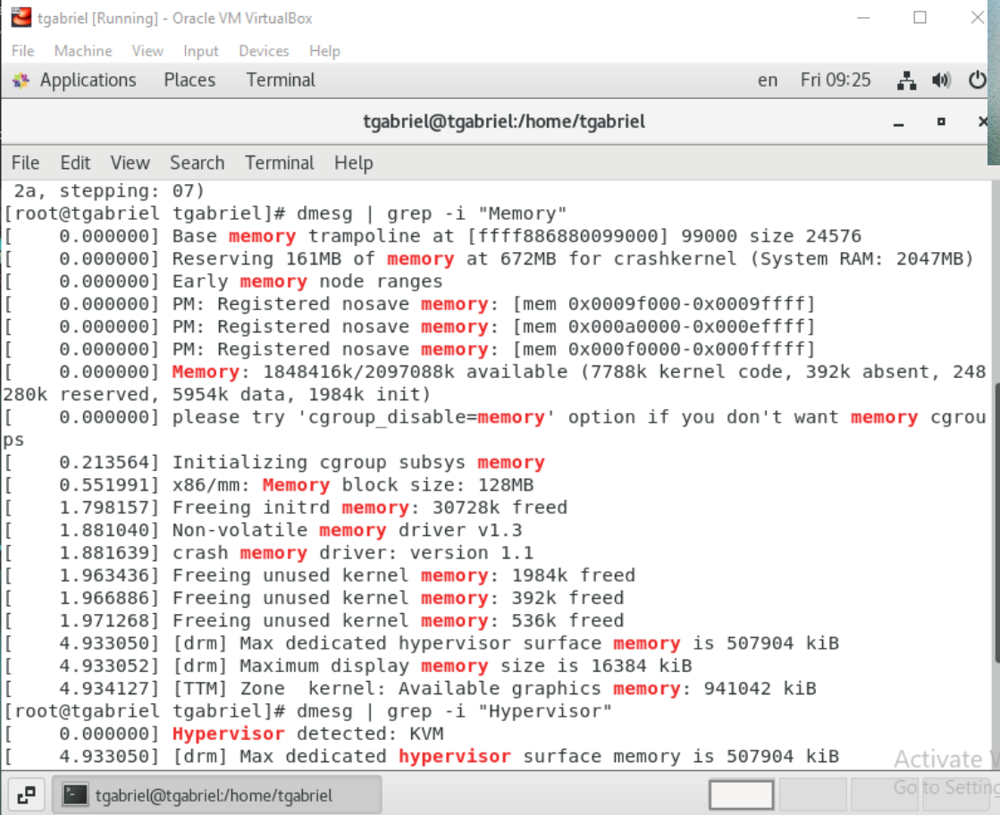 tgabriel [Running] - Oracle VM VirtualBox
File Machine View Input Devices Help
Applications Places Terminal en Fri 09:25
tgabriel@tgabriel:/home/tgabriel
File Edit View Search Terminal Help
2a, stepping: 07)
[root@tgabriel tgabriel]# dmesg | grep -i "Memory"
[    0.000000] Base memory trampoline at [ffff886880099000] 99000 size 24576
[    0.000000] Reserving 161MB of memory at 672MB for crashkernel (System RAM: 2047MB)
[    0.000000] Early memory node ranges
[    0.000000] PM: Registered nosave memory: [mem 0x0009f000-0x0009ffff]
[    0.000000] PM: Registered nosave memory: [mem 0x000a0000-0x000effff]
[    0.000000] PM: Registered nosave memory: [mem 0x000f0000-0x000fffff]
[    0.000000] Memory: 1848416k/2097088k available (7788k kernel code, 392k absent, 248
280k reserved, 5954k data, 1984k init)
[    0.000000] please try 'cgroup_disable=memory' option if you don't want memory cgrou
ps
[    0.213564] Initializing cgroup subsys memory
[    0.551991] x86/mm: Memory block size: 128MB
[    1.798157] Freeing initrd memory: 30728k freed
[    1.881040] Non-volatile memory driver v1.3
[    1.881639] crash memory driver: version 1.1
[    1.963436] Freeing unused kernel memory: 1984k freed
[    1.966886] Freeing unused kernel memory: 392k freed
[    1.971268] Freeing unused kernel memory: 536k freed
[    4.933050] [drm] Max dedicated hypervisor surface memory is 507904 kiB
[    4.933052] [drm] Maximum display memory size is 16384 kiB
[    4.934127] [TTM] Zone  kernel: Available graphics memory: 941042 kiB
[root@tgabriel tgabriel]# dmesg | grep -i "Hypervisor"
[    0.000000] Hypervisor detected: KVM
[    4.933050] [drm] Max dedicated hypervisor surface memory is 507904 kiB
Activate W
Go to Setting
tgabriel@tgabriel:/home/tgabriel